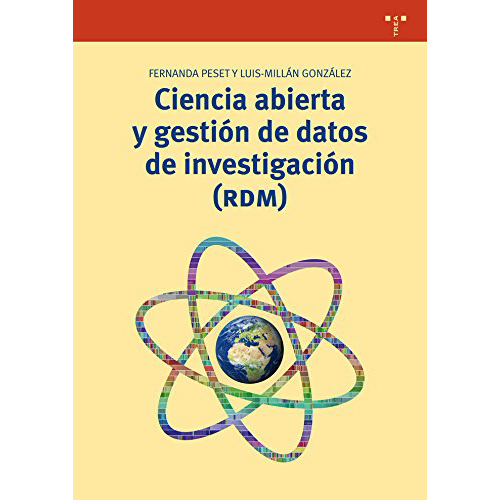 TREA
FERNANDA PESET Y LUIS-MILLÁN GONZÁLEZ
Ciencia abierta
y gestión de datos
de investigación
(RDM)